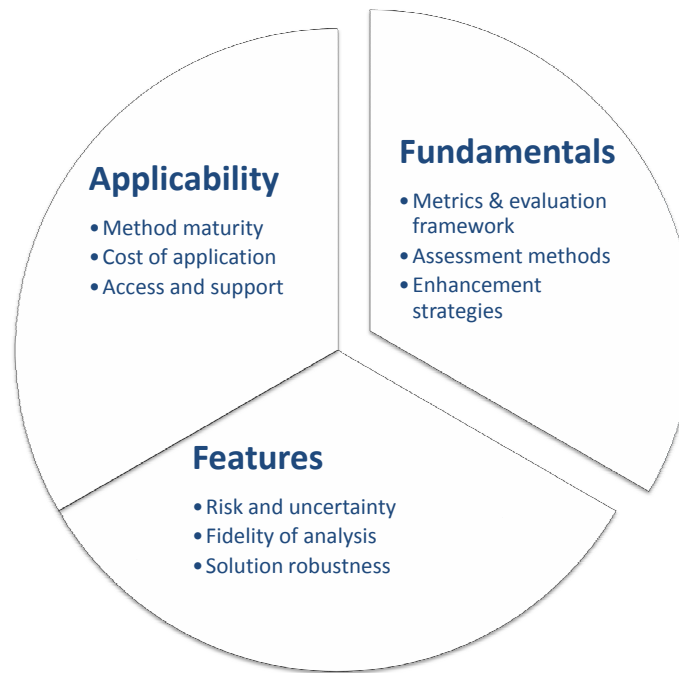 Applicability
• Method maturity
• Cost of application
• Access and support
Fundamentals
• Metrics & evaluation
framework
• Assessment methods
• Enhancement
strategies
Features
• Risk and uncertainty
• Fidelity of analysis
• Solution robustness